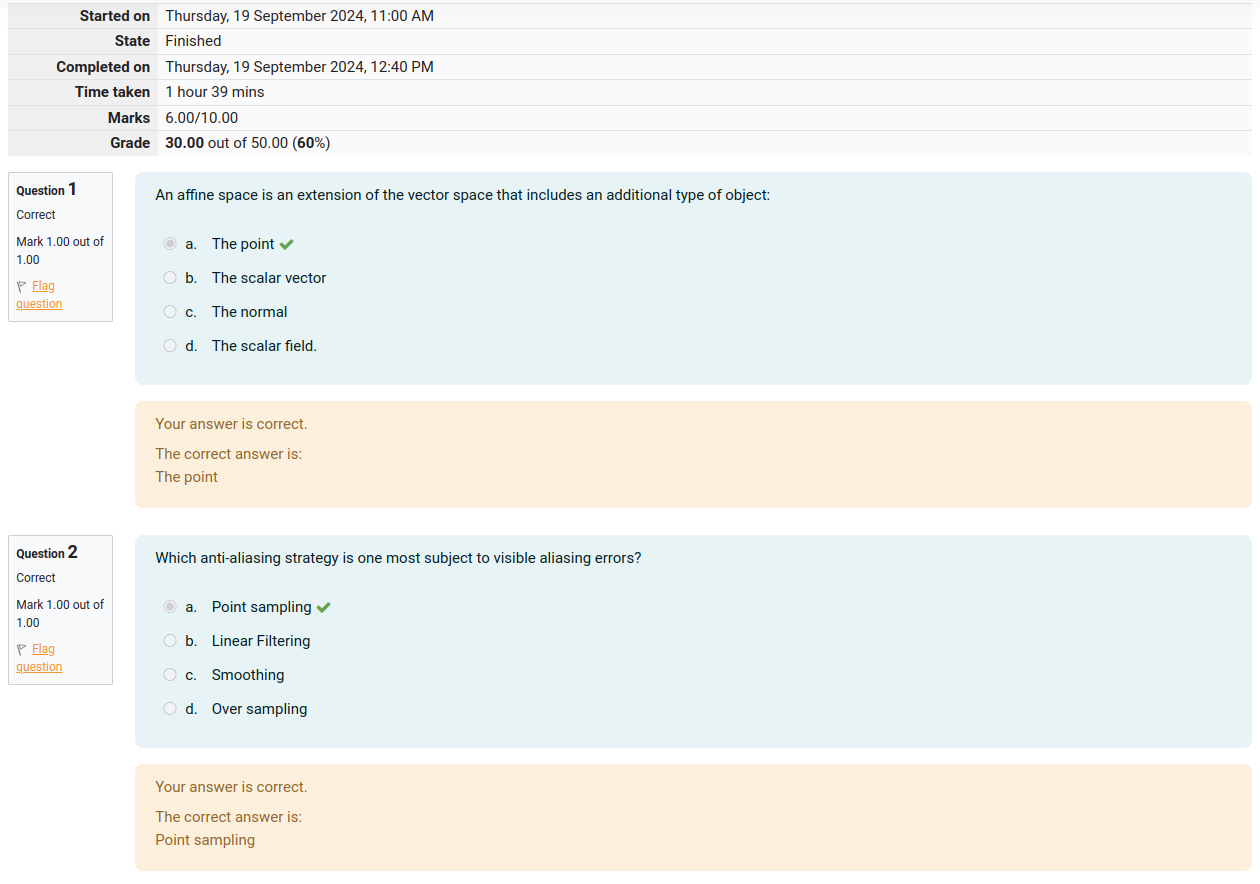 Started on Thursday, 19 September 2024, 11:00 AM
State Finished
Completed on Thursday, 19 September 2024, 12:40 PM
Time taken 1 hour 39 mins
Marks 6.00/10.00
Grade 30.00 out of 50.00 (60%)
Question 1
Correct
Mark 1.00 out of
1.00
Flag
question
An affine space is an extension of the vector space that includes an additional type of object:
a. The point
b. The scalar vector
c. The normal
d. The scalar field.
Your answer is correct.
The correct answer is:
The point
Question 2
Correct
Mark 1.00 out of
1.00
Flag
question
Which anti-aliasing strategy is one most subject to visible aliasing errors?
a. Point sampling
b. Linear Filtering
c. Smoothing
d. Over sampling
Your answer is correct.
The correct answer is:
Point sampling